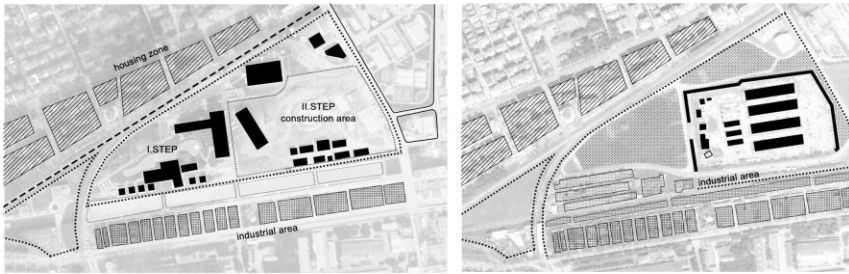 housing zone
II.STEP
construction area
I.STEP
industrial area
industrial area